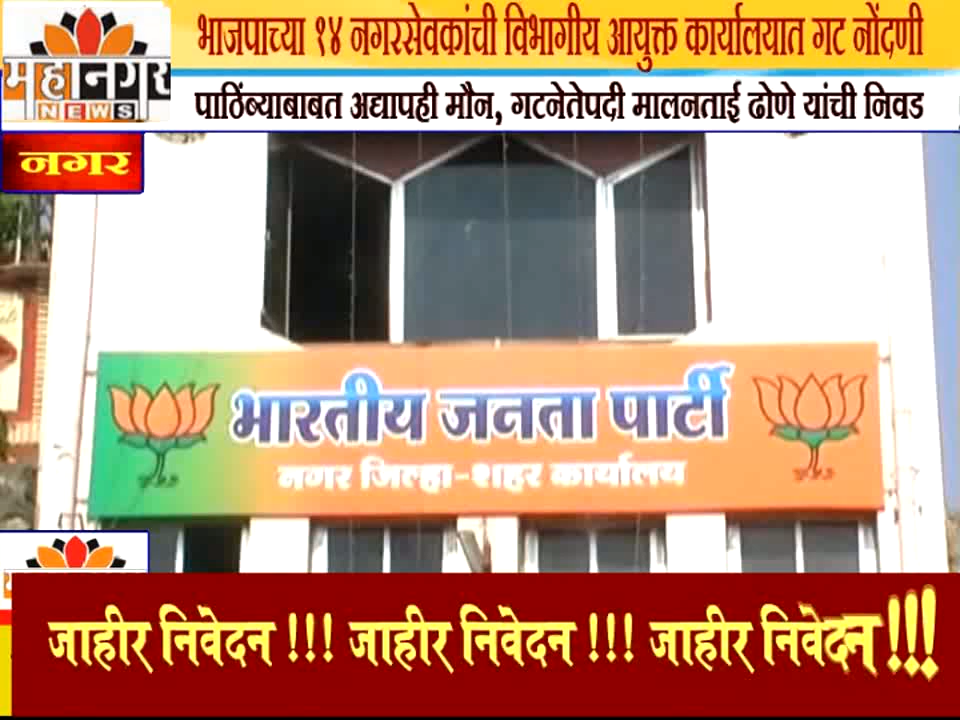 भाजपाच्या १४ नगरसेवकांची विभागीय आयुक्त कार्यालयात गट नोंदणी
महानगर
NEWS
पाठिंब्याबाबत अद्यापही मौन, गटनेतेपदी मालनताई ढोणे यांची निवड
नगर
भारतीय जनता पार्टी
नगर जिल्हा-शहर कार्यालय
जाहीर निवेदन !!! जाहीर निवेदन !!! जाहीर निवेदन !!!